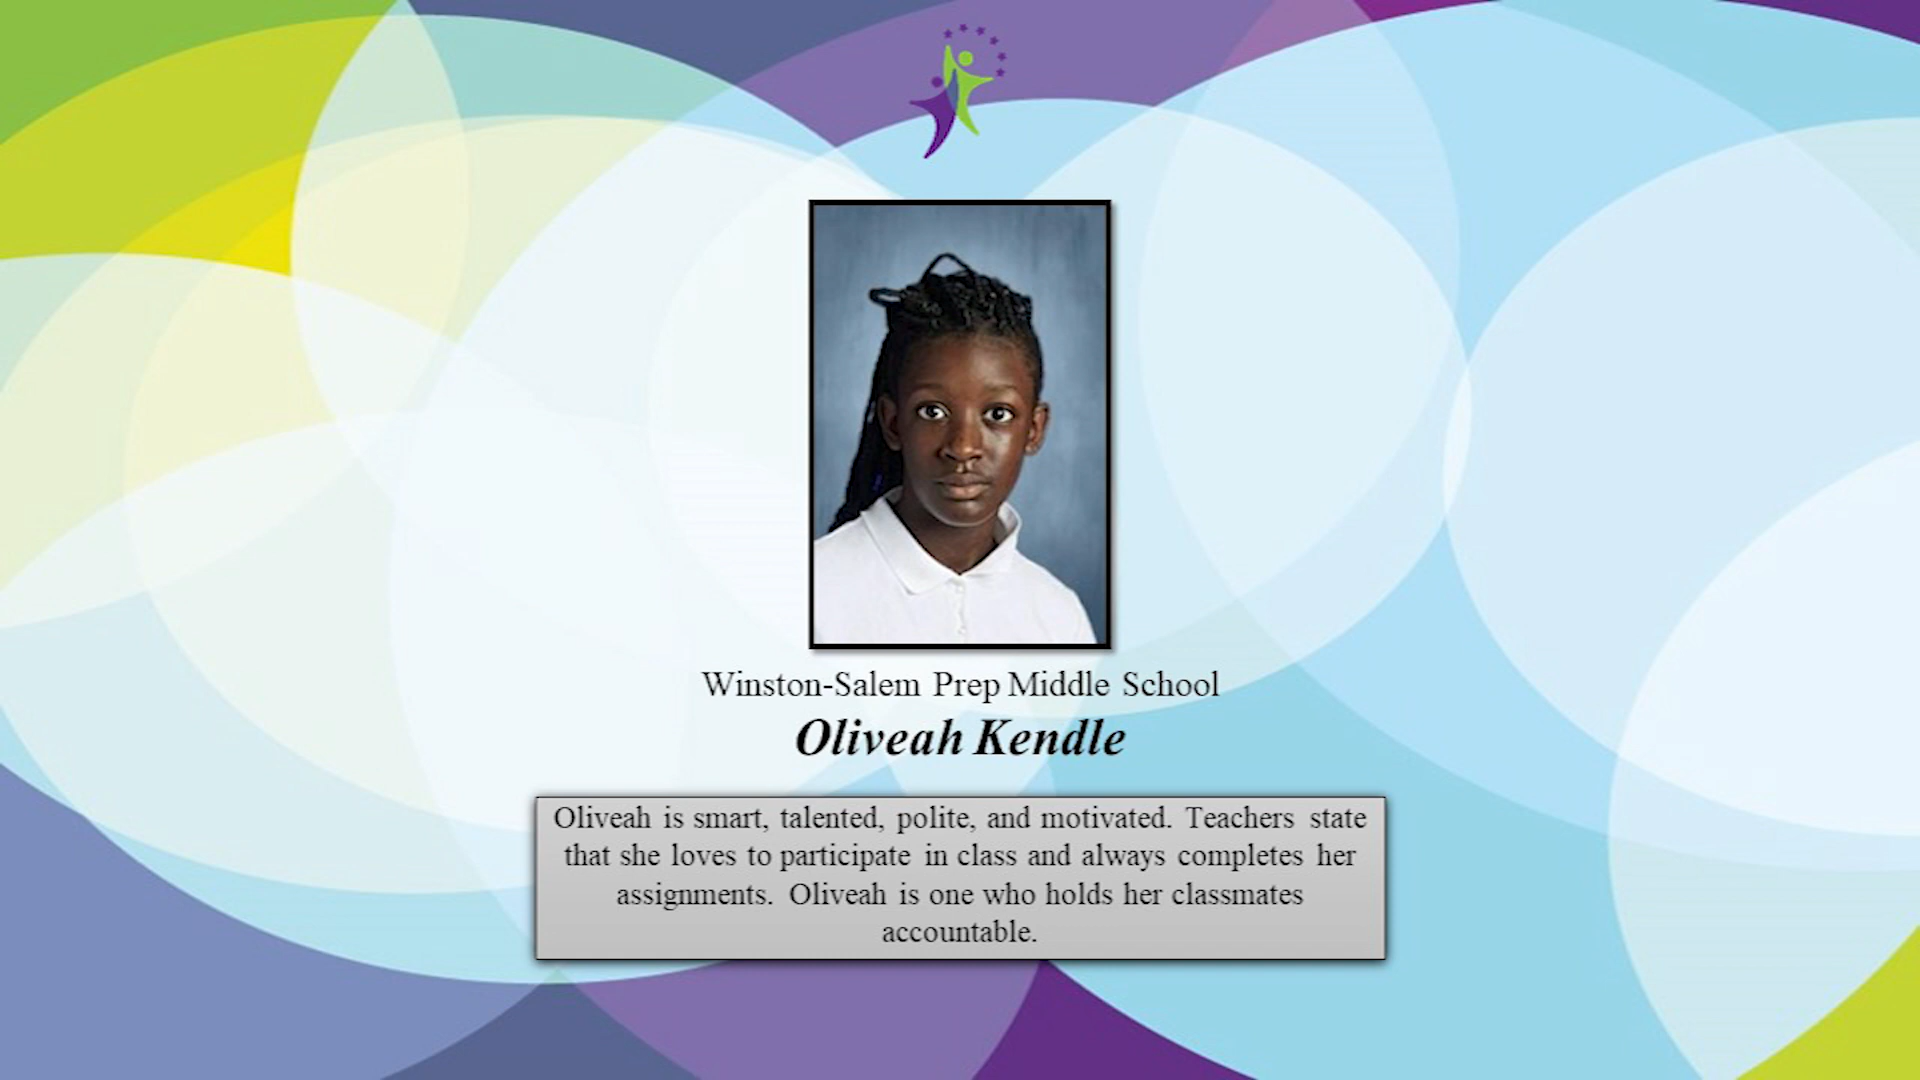 Winston-Salem Prep Middle School
Oliveah Kendle
Oliveah is smart, talented, polite, and motivated. Teachers state
that she loves to participate in class and always completes her
assignments. Oliveah is one who holds her classmates
accountable.